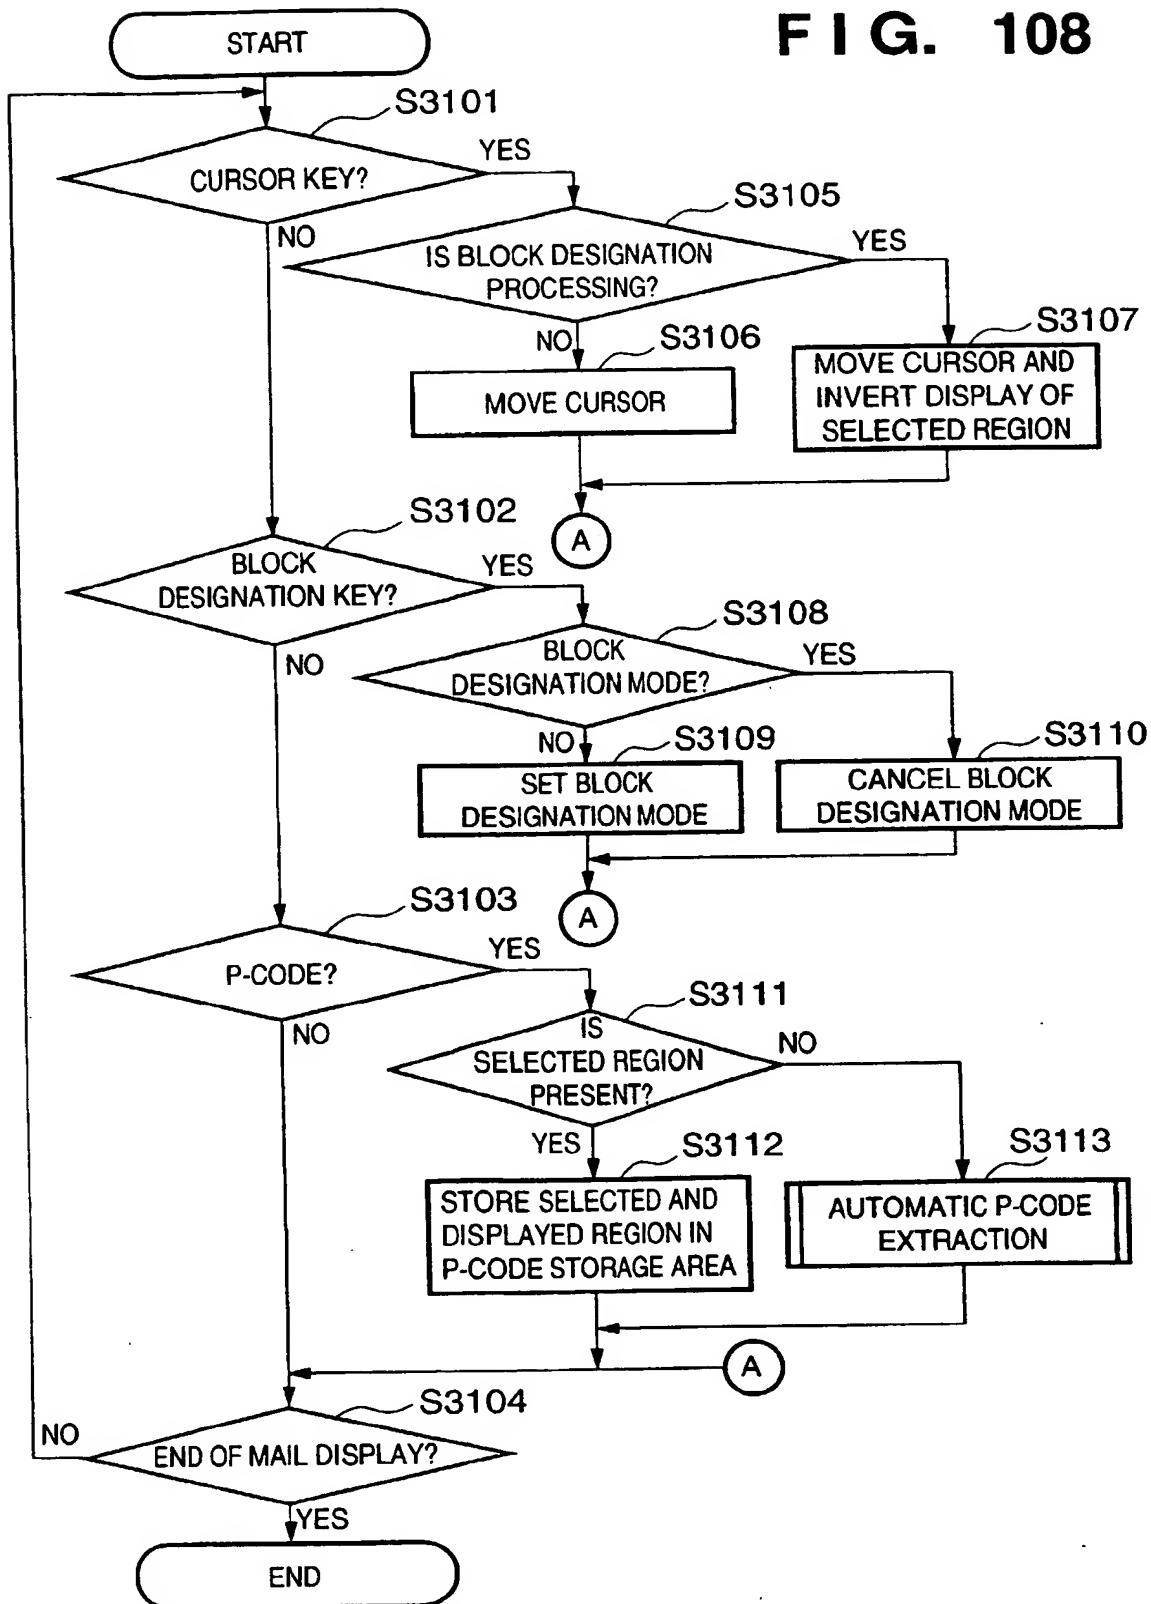 FIG. 108
START
S3101
CURSOR KEY?
YES
NO
S3105
IS BLOCK DESIGNATION
PROCESSING?
YES
NO
S3106
MOVE CURSOR
S3107
MOVE CURSOR AND
INVERT DISPLAY OF
SELECTED REGION
A
S3102
BLOCK
DESIGNATION KEY?
YES
NO
S3108
BLOCK
DESIGNATION MODE?
YES
NO
S3109
SET BLOCK
DESIGNATION MODE
S3110
CANCEL BLOCK
DESIGNATION MODE
A
S3103
P-CODE?
YES
NO
S3111
IS
SELECTED REGION
PRESENT?
NO
YES
S3112
STORE SELECTED AND
DISPLAYED REGION IN
P-CODE STORAGE AREA
S3113
AUTOMATIC P-CODE
EXTRACTION
A
S3104
END OF MAIL DISPLAY?
NO
YES
END